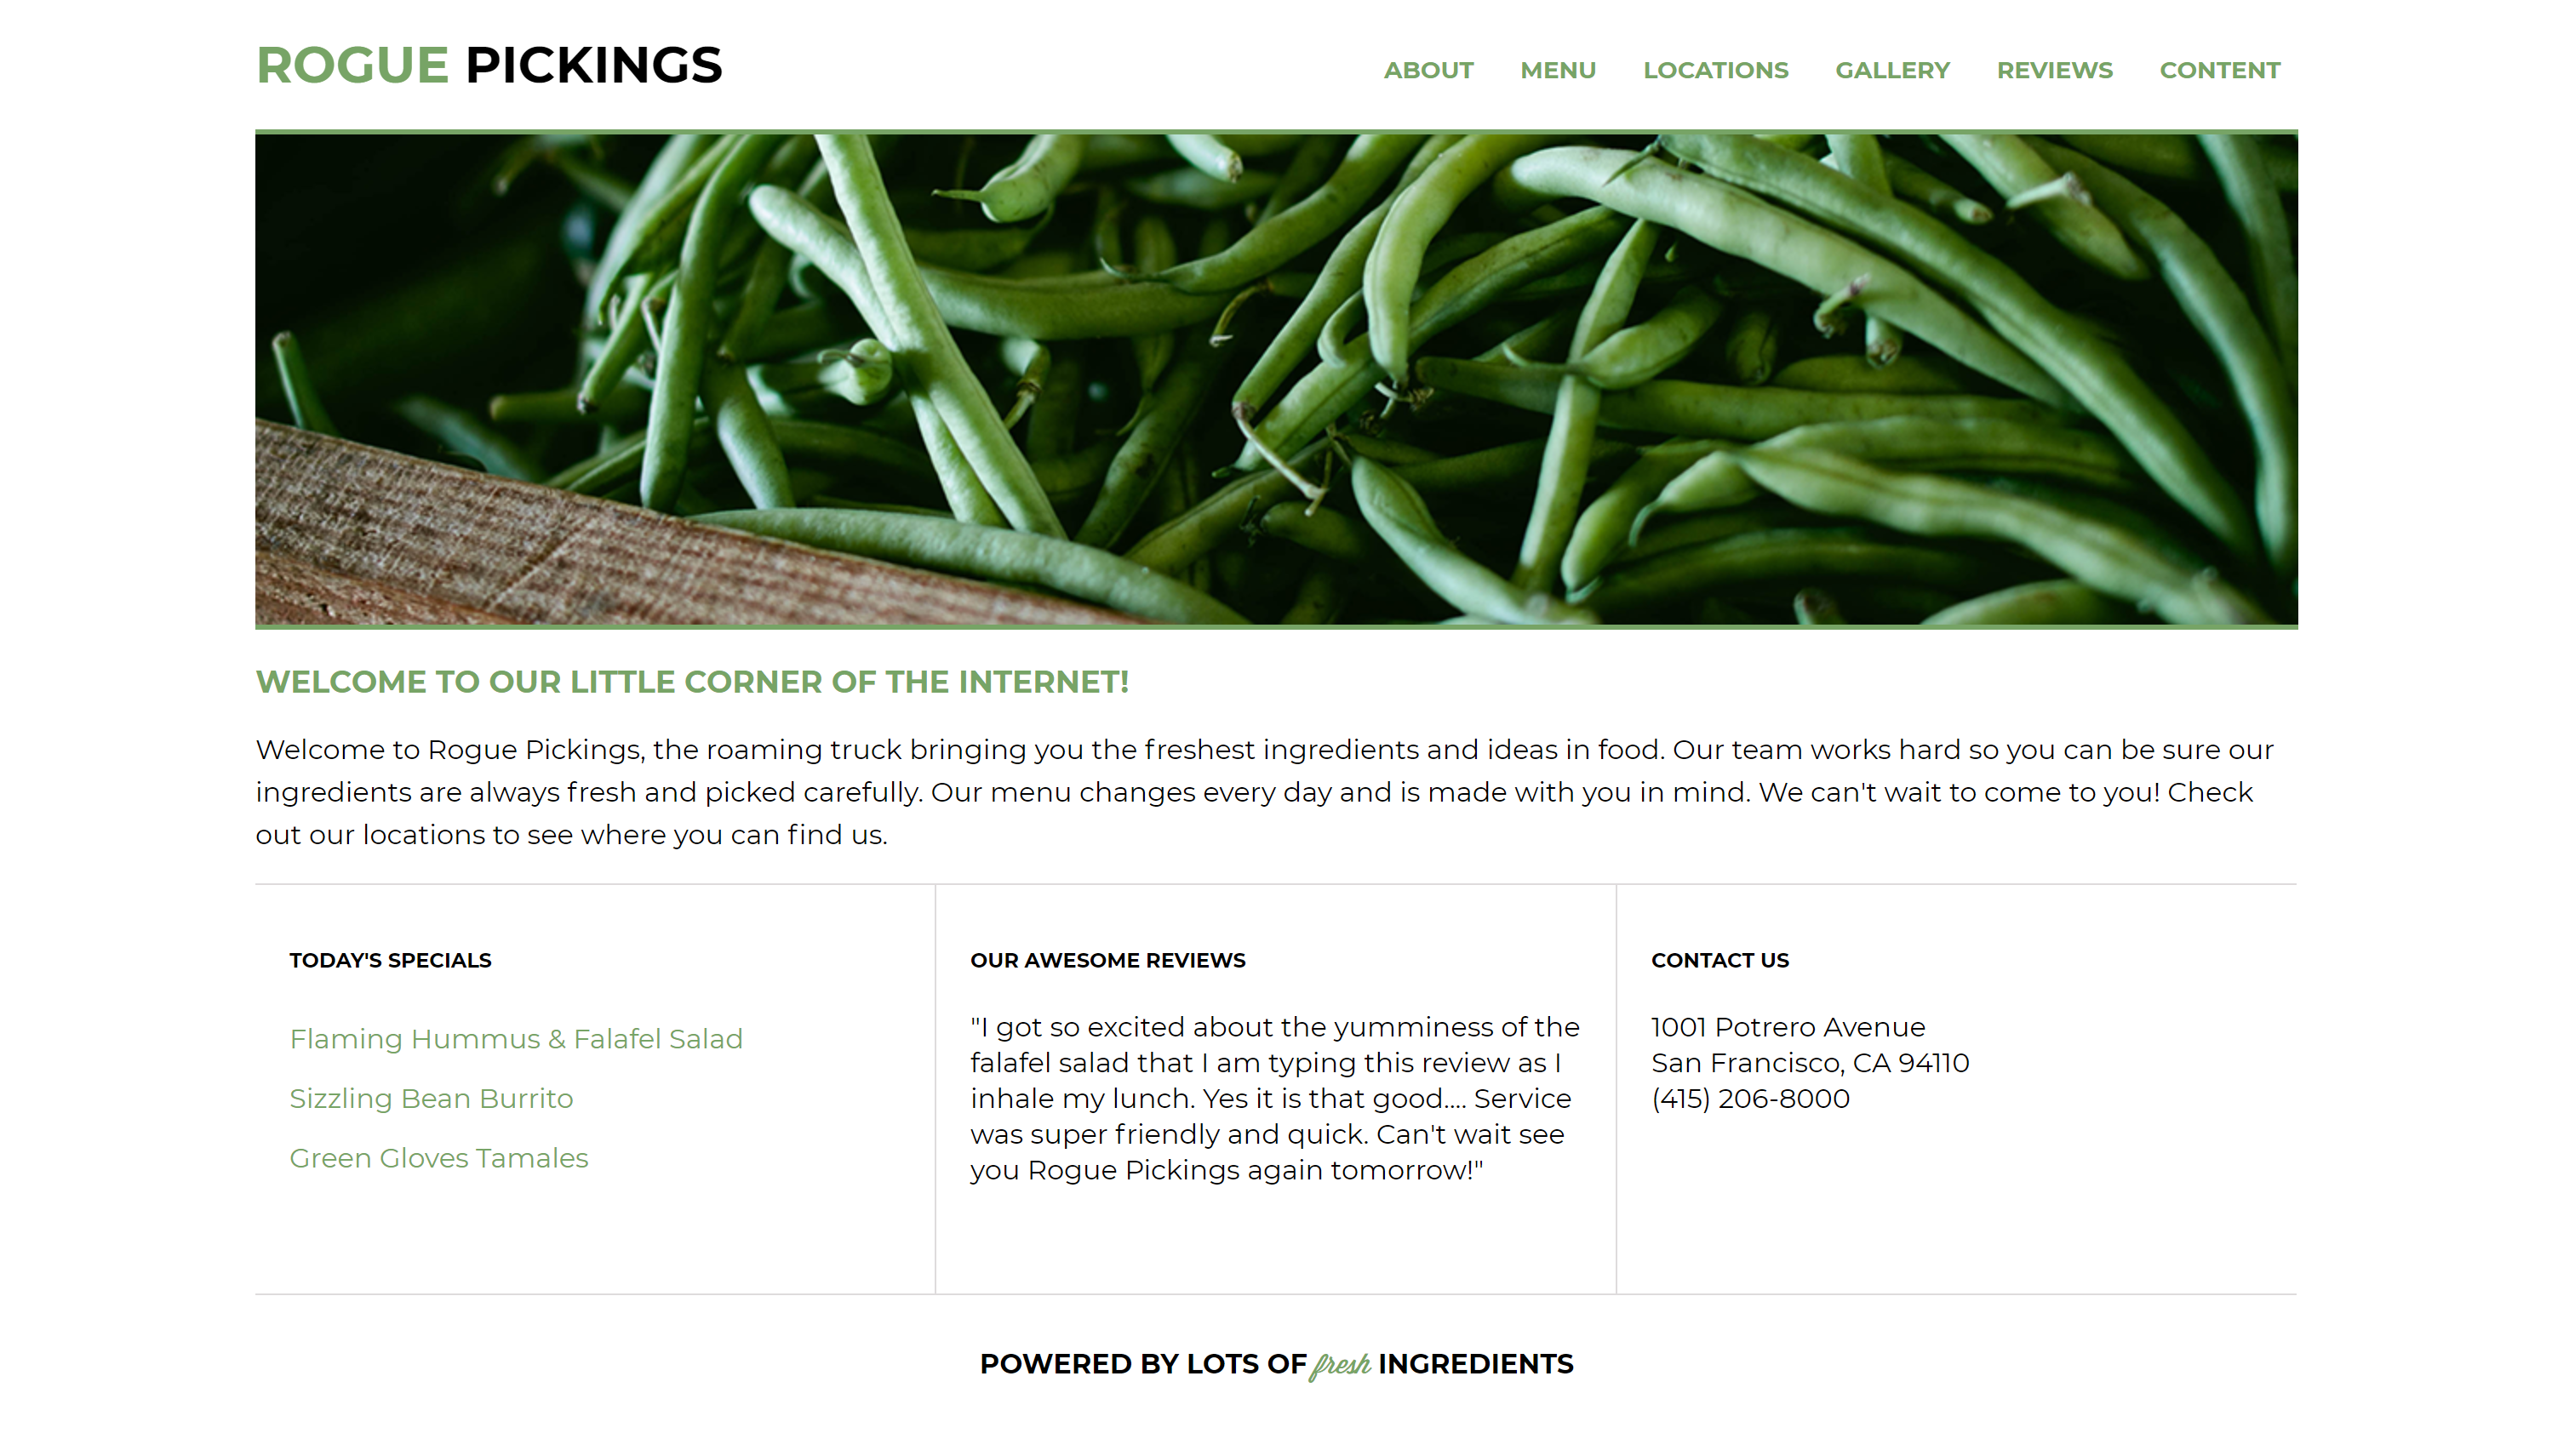 ROGUE PICKINGS
ABOUT MENU LOCATIONS GALLERY REVIEWS CONTENT
WELCOME TO OUR LITTLE CORNER OF THE INTERNET!
Welcome to Rogue Pickings, the roaming truck bringing you the freshest ingredients and ideas in food. Our team works hard so you can be sure our
ingredients are always fresh and picked carefully. Our menu changes every day and is made with you in mind. We can't wait to come to you! Check
out our locations to see where you can find us.
TODAY'S SPECIALS
Flaming Hummus & Falafel Salad
Sizzling Bean Burrito
Green Gloves Tamales
OUR AWESOME REVIEWS
"I got so excited about the yumminess of the
falafel salad that I am typing this review as I
inhale my lunch. Yes it is that good.... Service
was super friendly and quick. Can't wait see
you Rogue Pickings again tomorrow!"
CONTACT US
1001 Potrero Avenue
San Francisco, CA 94110
(415) 206-8000
POWERED BY LOTS OF fresh INGREDIENTS